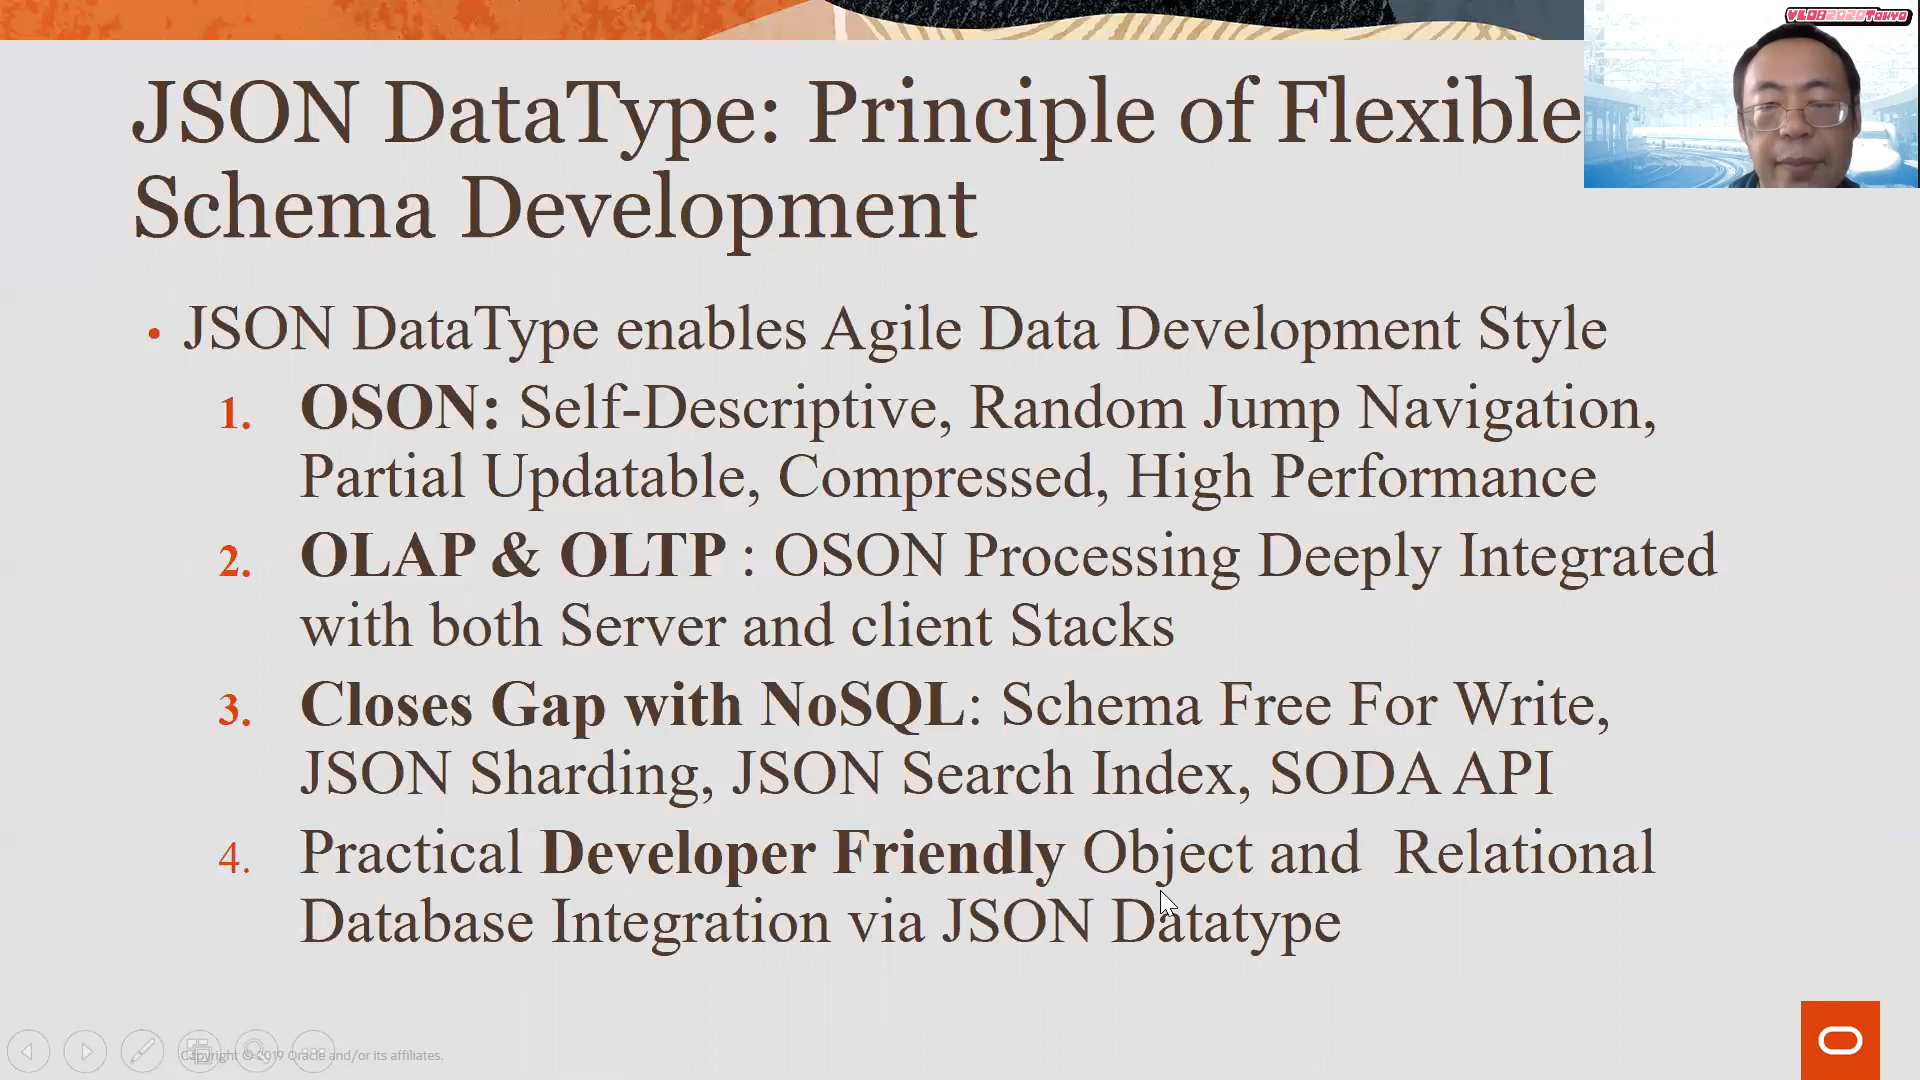 VLDB2020Tokyo
JSON DataType: Principle of Flexible
Schema Development
• JSON DataType enables Agile Data Development Style
1. OSON: Self-Descriptive, Random Jump Navigation,
Partial Updatable, Compressed, High Performance
2. OLAP & OLTP : OSON Processing Deeply Integrated
with both Server and client Stacks
3. Closes Gap with NoSQL: Schema Free For Write,
JSON Sharding, JSON Search Index, SODA API
4. Practical Developer Friendly Object and  Relational
Database Integration via JSON Datatype
Copyright © 2019 Oracle and/or its affiliates.